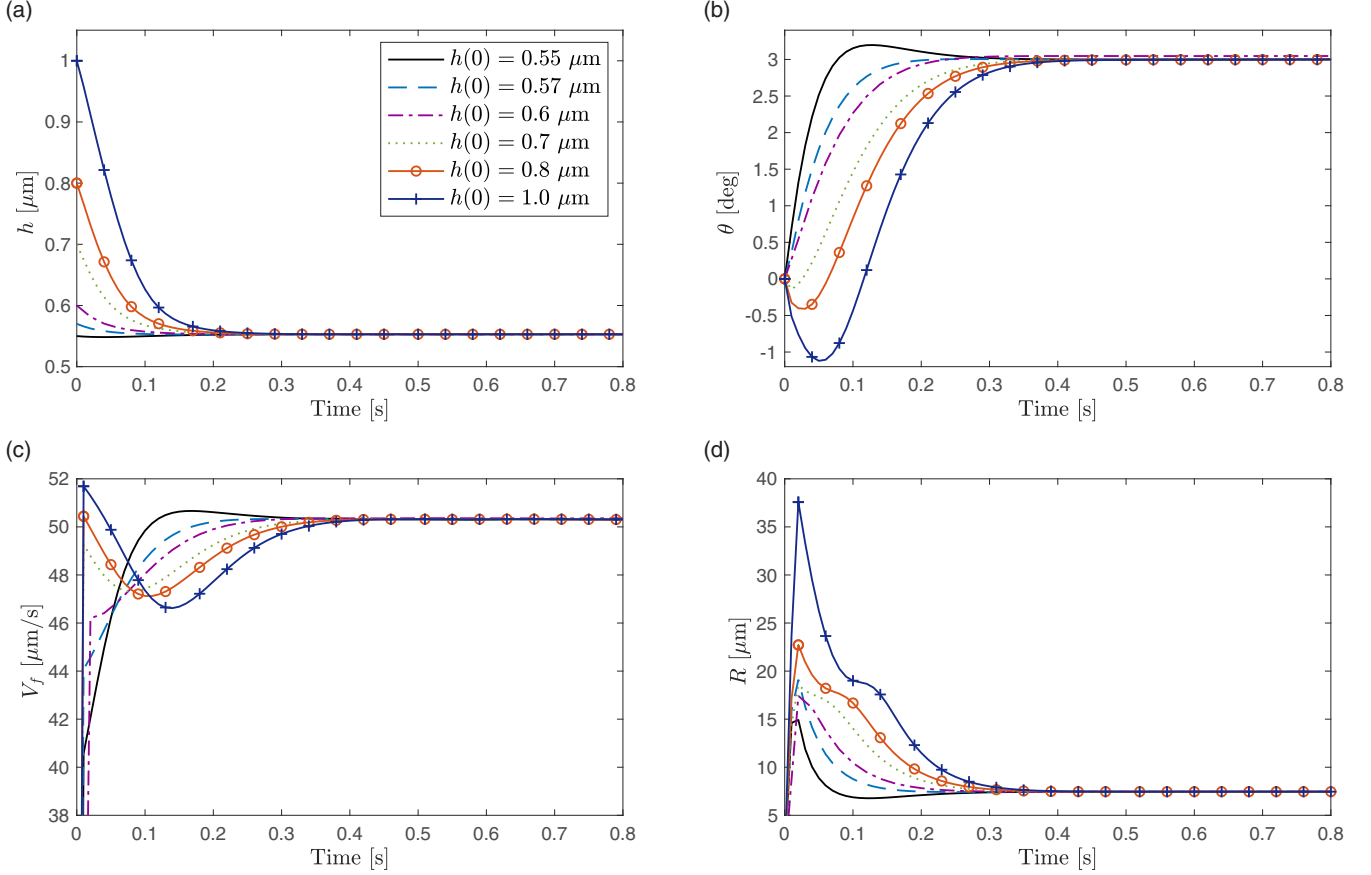 (a)
h [μm]
1
0.9
0.8
0.7
0.6
0.5
0 0.1 0.2 0.3 0.4 0.5 0.6 0.7 0.8
Time [s]
h(0) = 0.55 μm
h(0) = 0.57 μm
h(0) = 0.6 μm
h(0) = 0.7 μm
h(0) = 0.8 μm
h(0) = 1.0 μm
(b)
θ [deg]
3
2.5
2
1.5
1
0.5
0
-0.5
-1
0 0.1 0.2 0.3 0.4 0.5 0.6 0.7 0.8
Time [s]
(c)
V_f [μm/s]
52
50
48
46
44
42
40
38
0 0.1 0.2 0.3 0.4 0.5 0.6 0.7 0.8
Time [s]
(d)
R [μm]
40
35
30
25
20
15
10
5
0 0.1 0.2 0.3 0.4 0.5 0.6 0.7 0.8
Time [s]